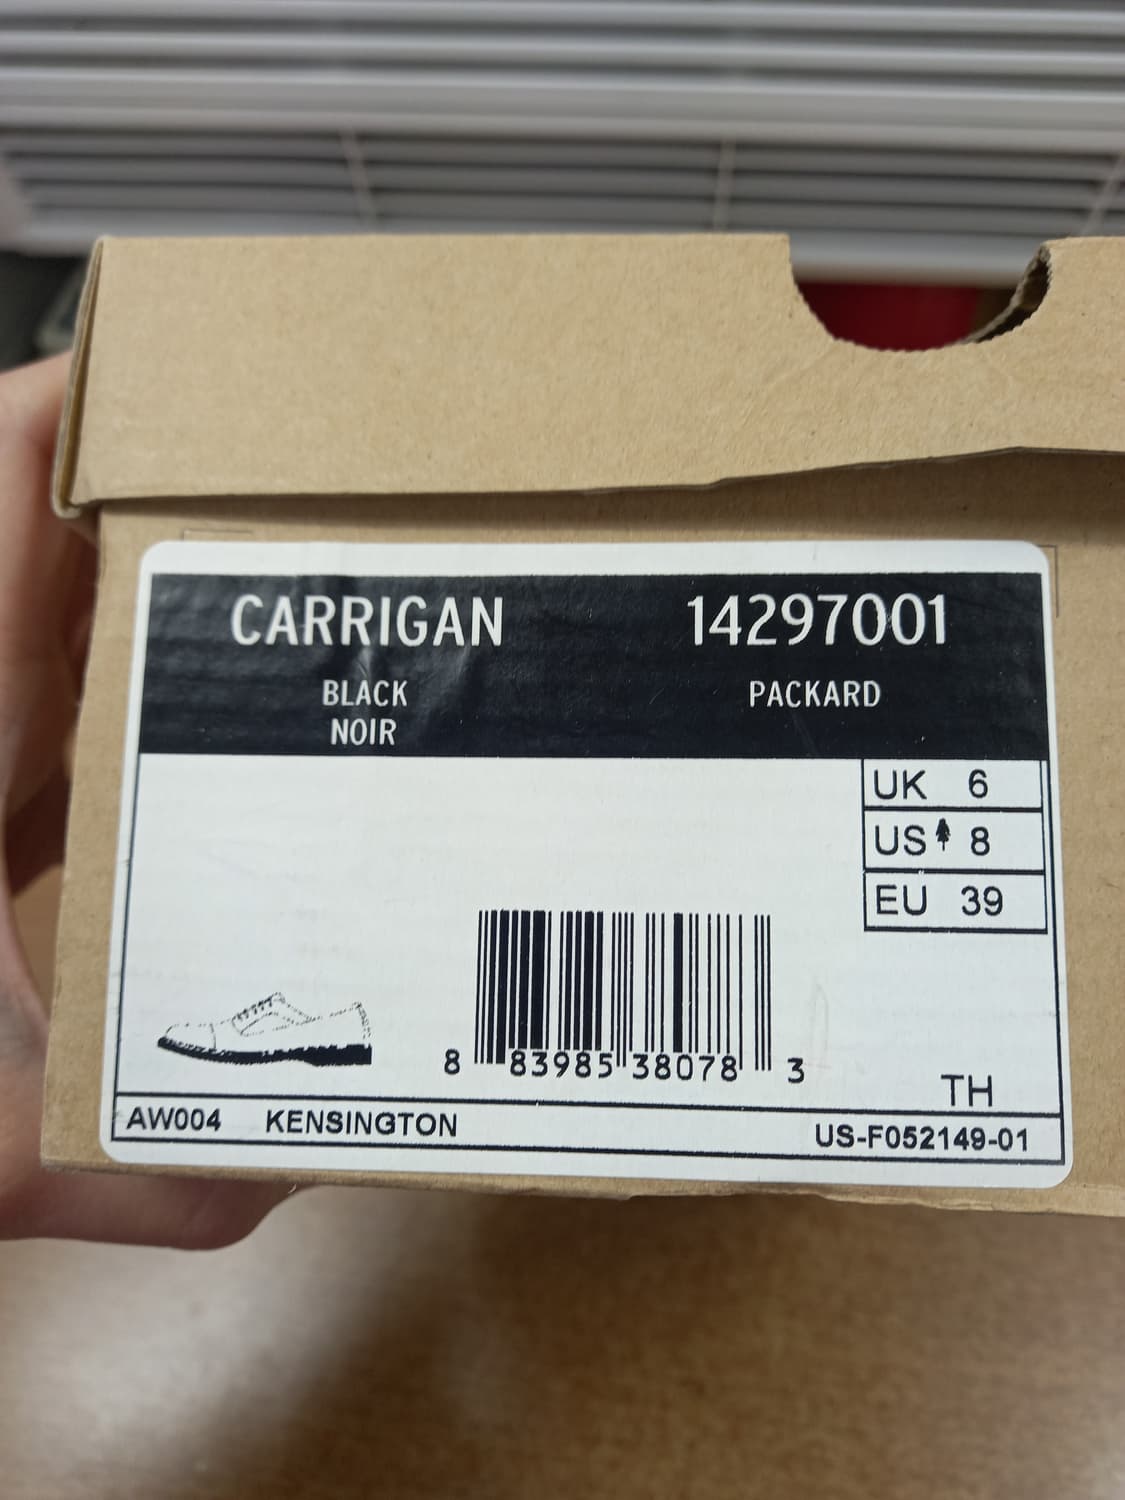 CARRIGAN 14297001
BLACK PACKARD
NOIR
UK 6
US 8
EU 39
8 83985 38078 3
TH
AW004 KENSINGTON US-F052149-01